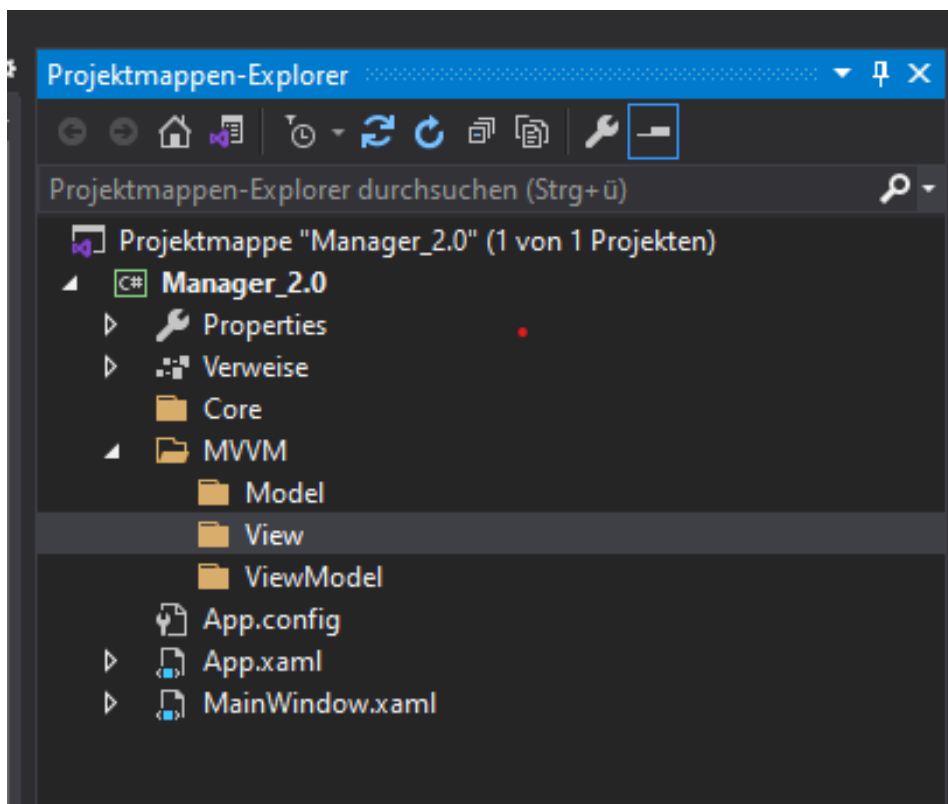 Projektmappen-Explorer
Projektmappen-Explorer durchsuchen (Strg+ü)
Projektmappe "Manager_2.0" (1 von 1 Projekten)
C# Manager_2.0
Properties
Verweise
Core
MVVM
Model
View
ViewModel
App.config
App.xaml
MainWindow.xaml